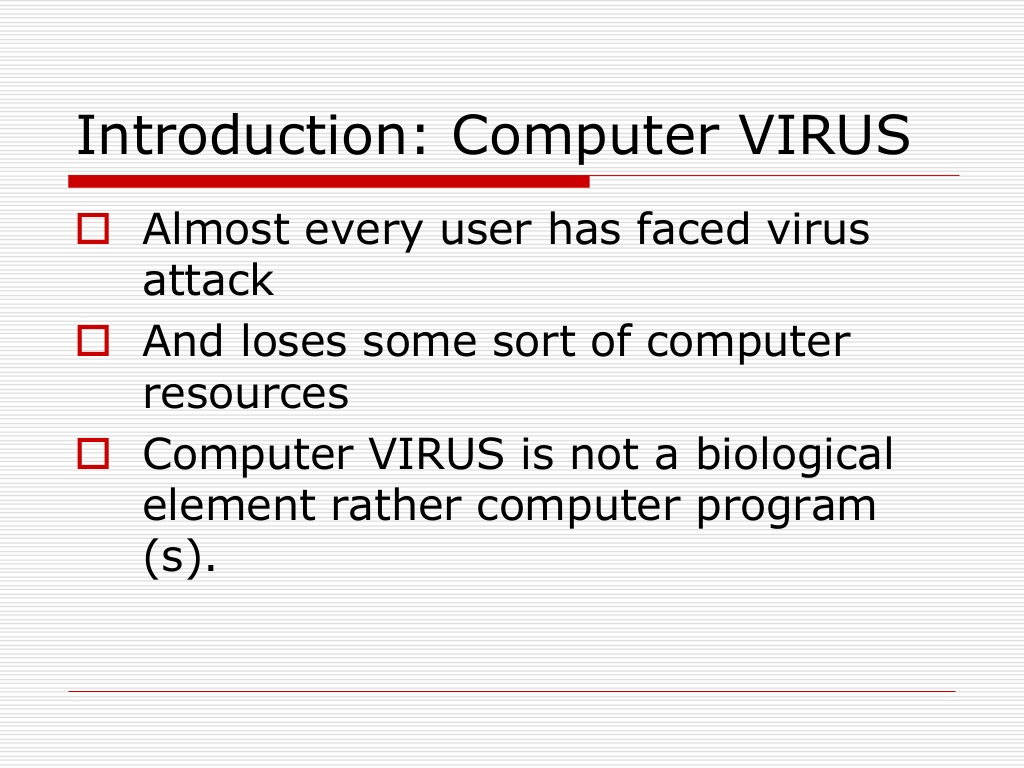 Introduction: Computer VIRUS
Almost every user has faced virus
attack
And loses some sort of computer
resources
Computer VIRUS is not a biological
element rather computer program
(s).